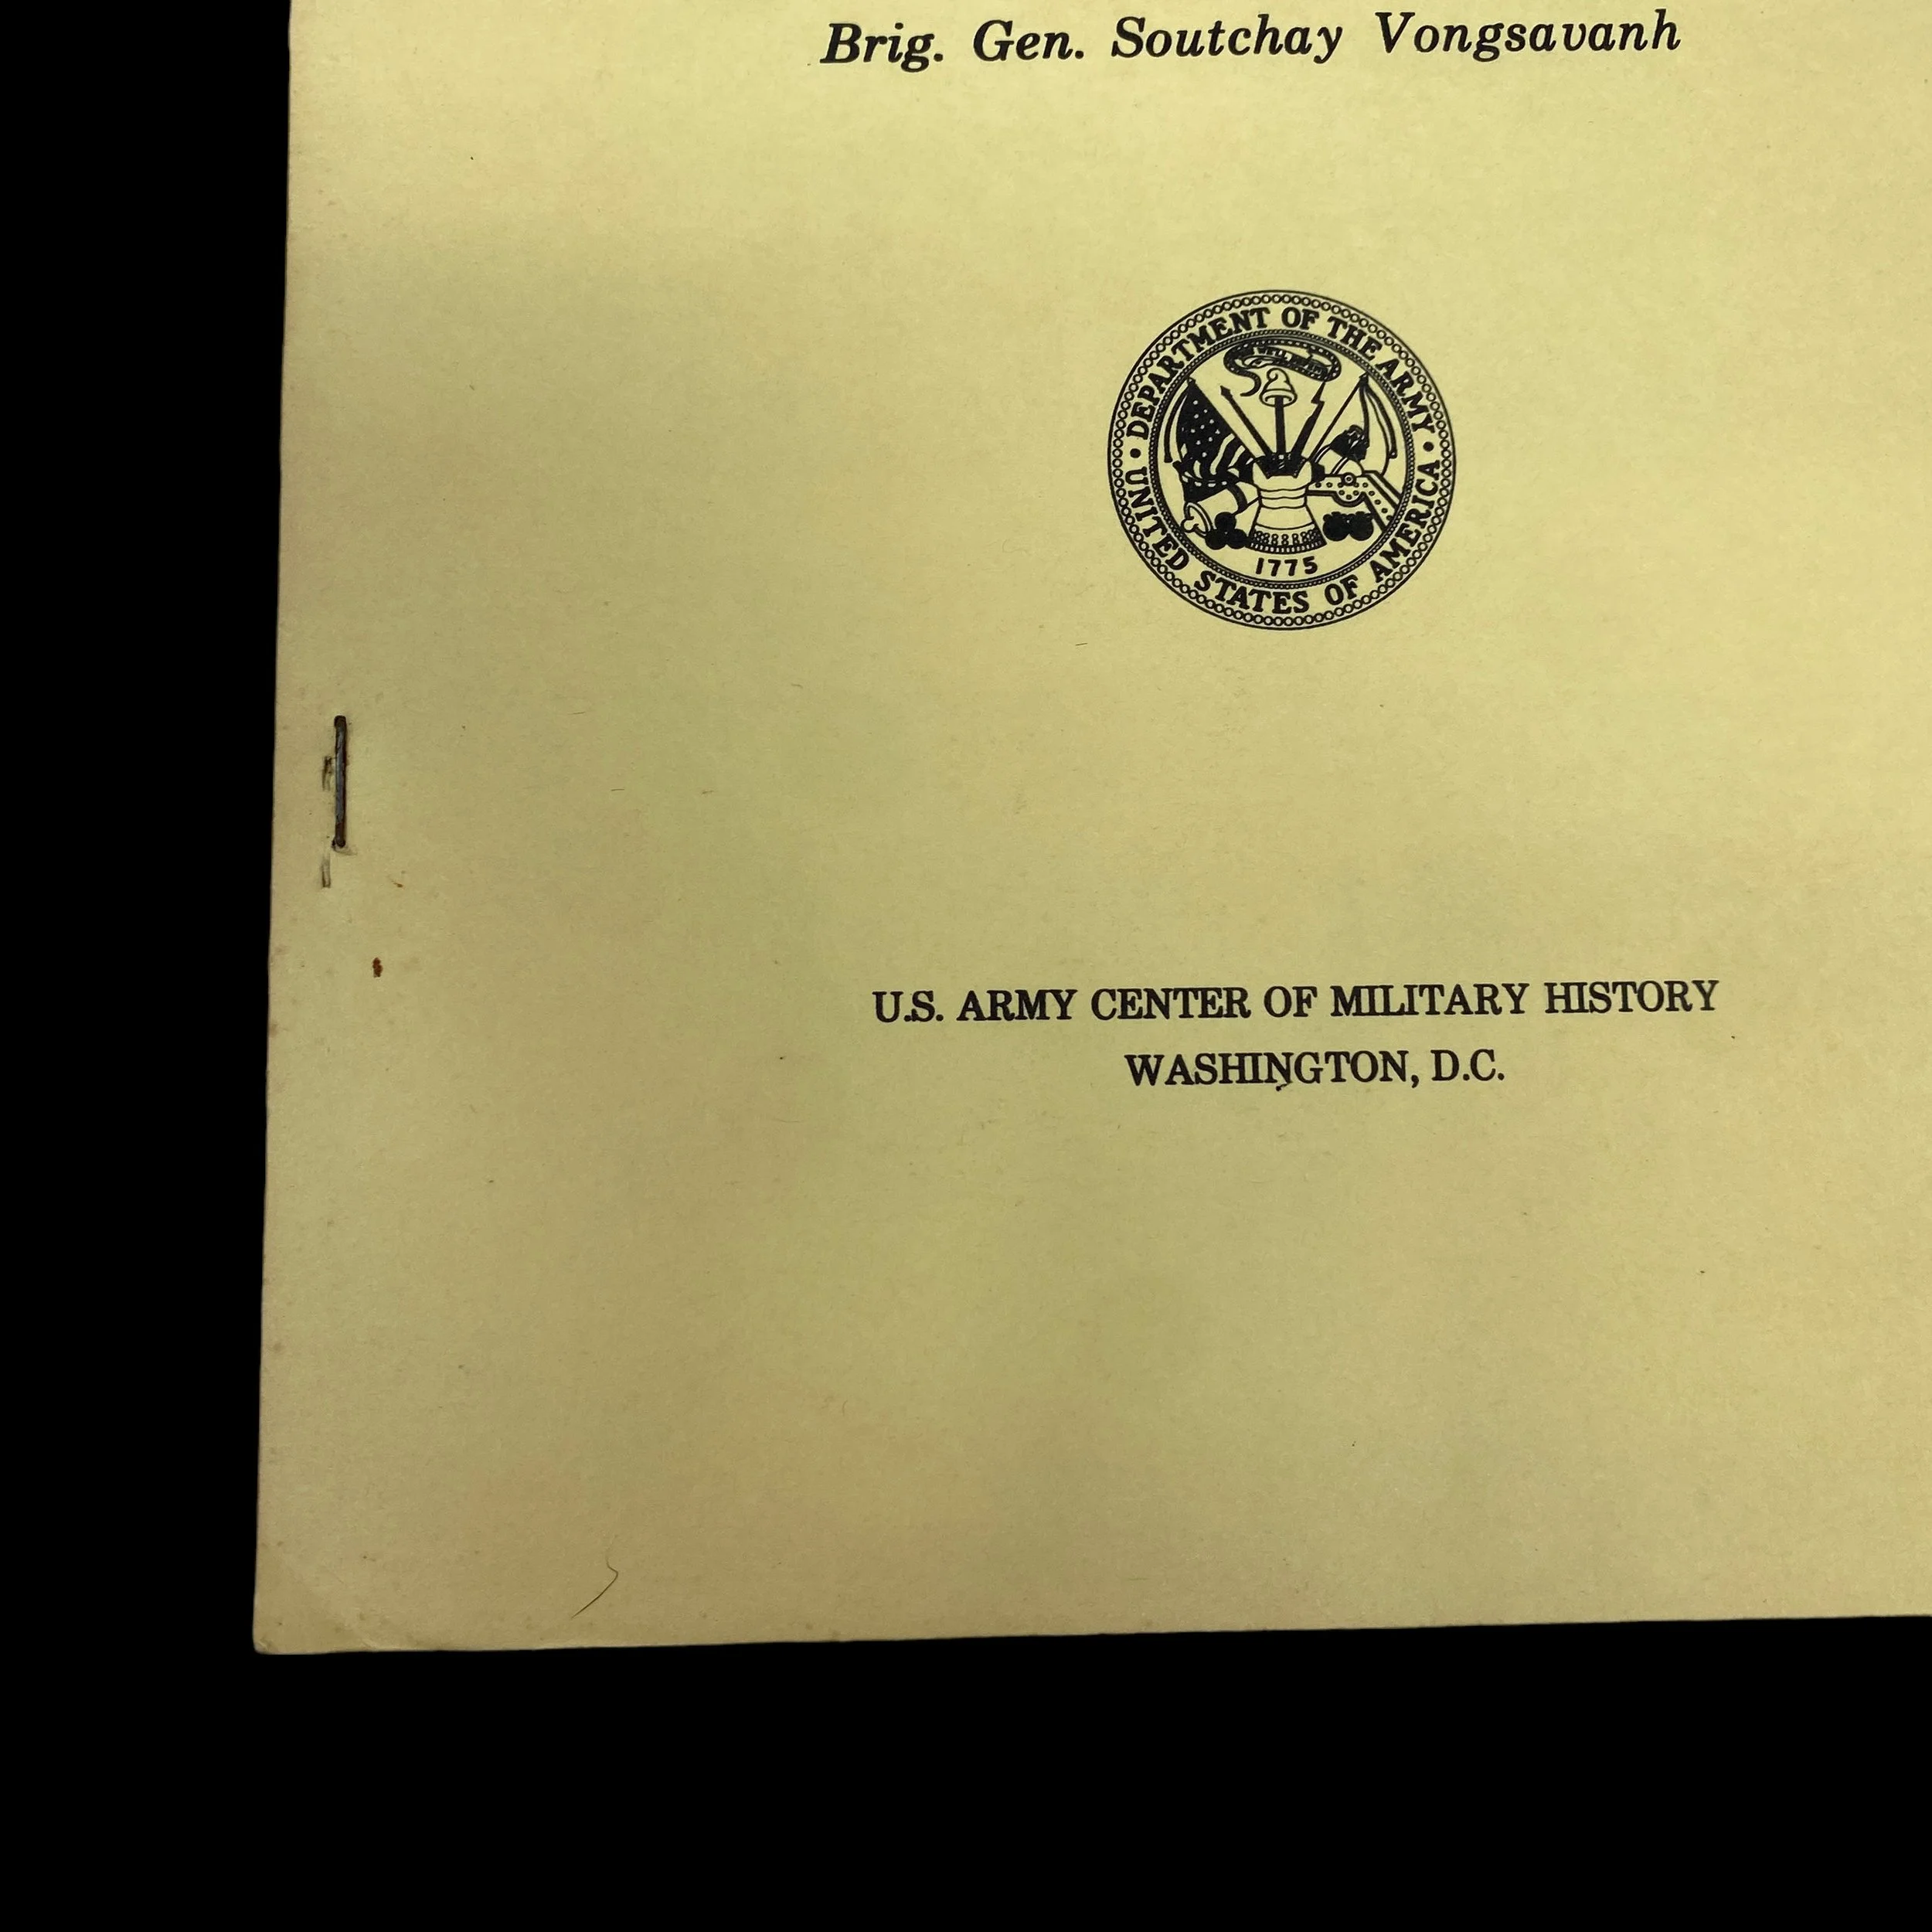 Brig. Gen. Soutchay Vongsavanh
• DEPARTMENT OF THE ARMY •
UNITED STATES OF AMERICA
1775
U.S. ARMY CENTER OF MILITARY HISTORY
WASHINGTON, D.C.